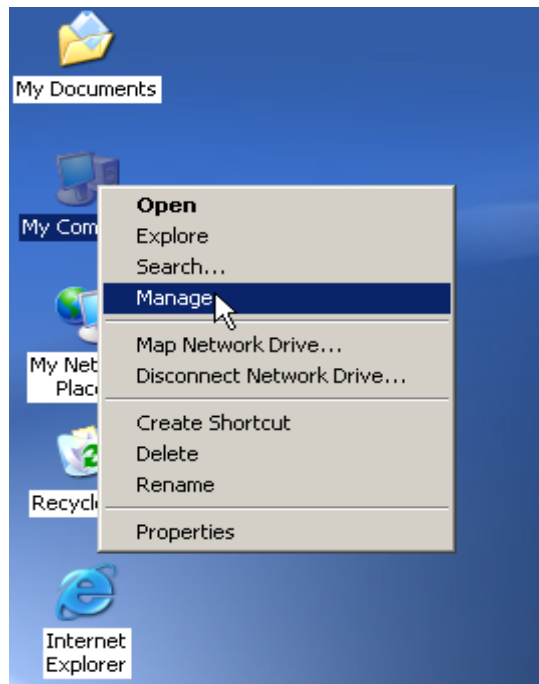 My Documents
My Com
Open
Explore
Search...
Manage
Map Network Drive...
Disconnect Network Drive...
Create Shortcut
Delete
Rename
Properties
My Net
Plac
Recycl
Internet
Explorer